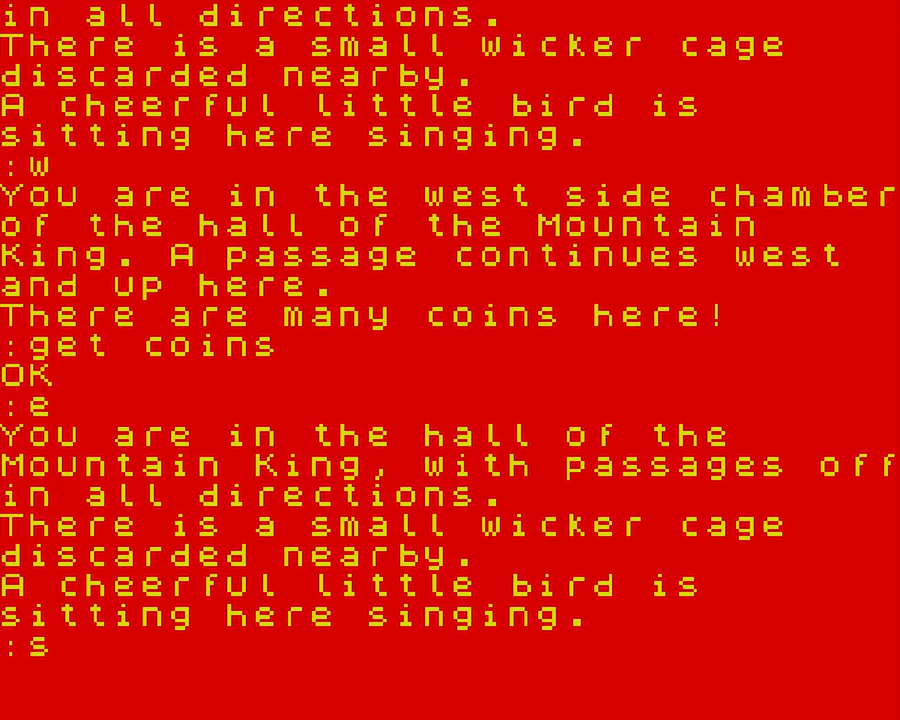 in all directions.
There is a small wicker cage
discarded nearby.
A cheerful little bird is
sitting here singing.
:w
You are in the west side chamber
of the hall of the Mountain
King. A passage continues west
and up here.
There are many coins here!
:get coins
OK
:e
You are in the hall of the
Mountain King, with passages off
in all directions.
There is a small wicker cage
discarded nearby.
A cheerful little bird is
sitting here singing.
:s